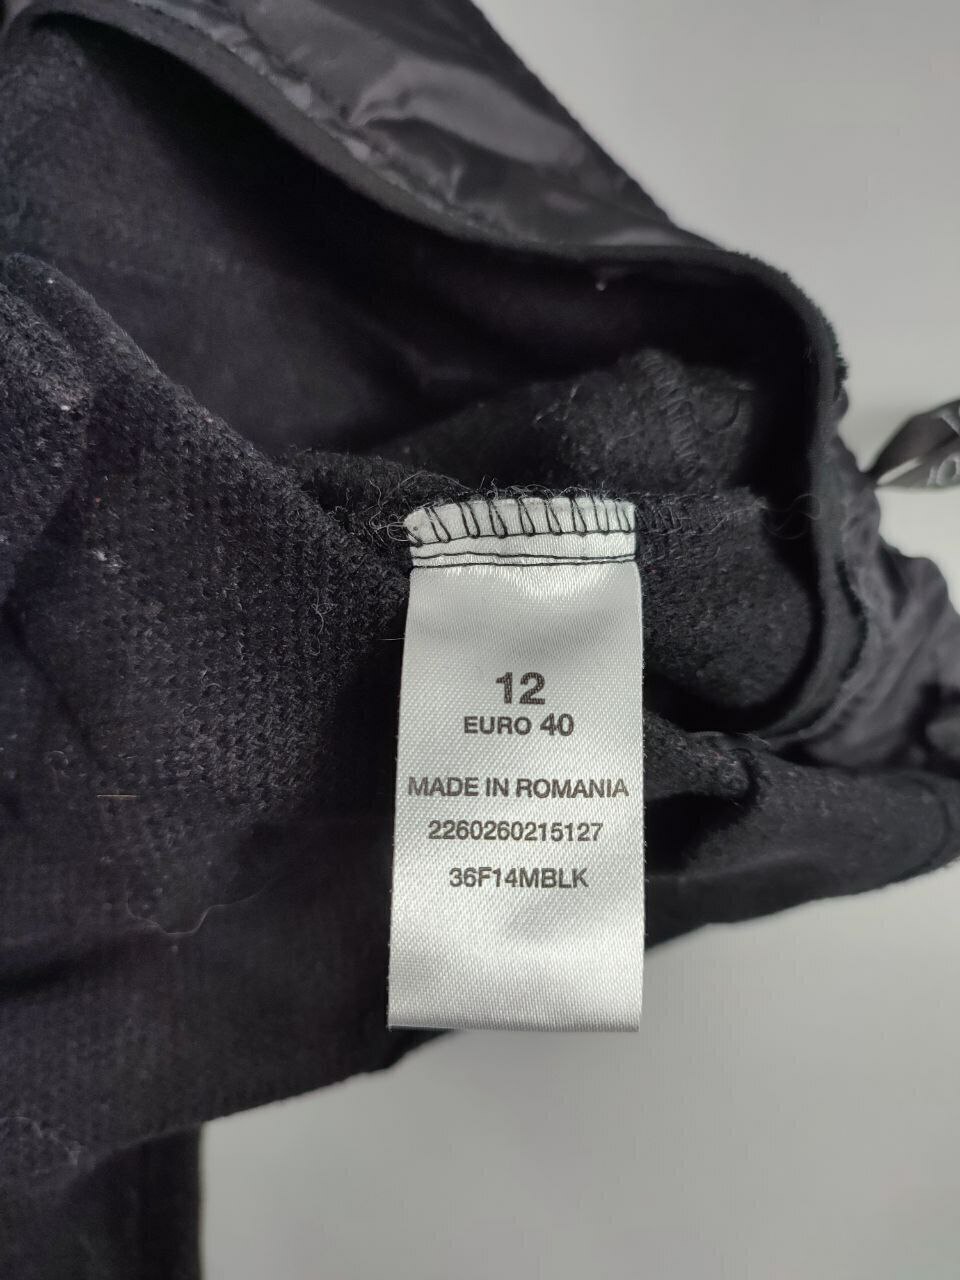 12
EURO 40
MADE IN ROMANIA
2260260215127
36F14MBLK